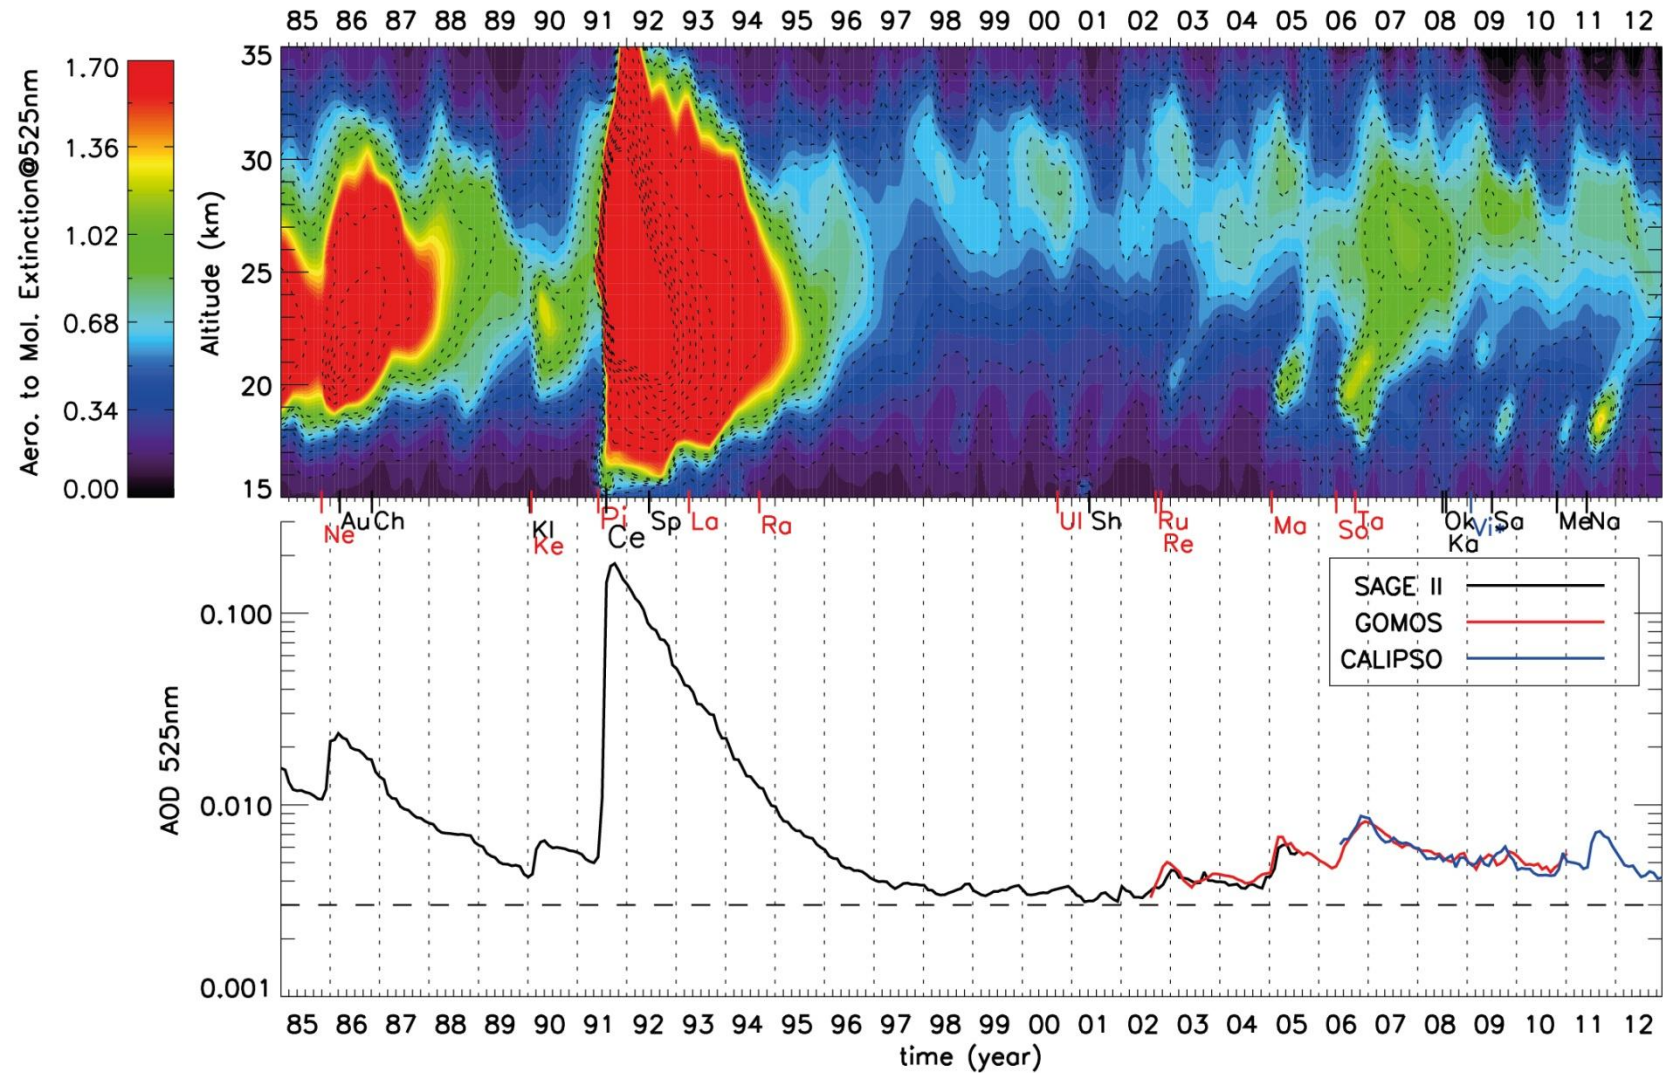 85 86 87 88 89 90 91 92 93 94 95 96 97 98 99 00 01 02 03 04 05 06 07 08 09 10 11 12
Aero. to Mol. Extinction@525nm
1.70
1.36
1.02
0.68
0.34
0.00
Altitude (km)
35
30
25
20
15
Ne Au Ch Kl Ke Pi Ce Sp La Ra Ul Sh Ru Re Ma So Ta Ok Ka Vi* Sa Me Na
SAGE II
GOMOS
CALIPSO
AOD 525nm
0.100
0.010
0.001
85 86 87 88 89 90 91 92 93 94 95 96 97 98 99 00 01 02 03 04 05 06 07 08 09 10 11 12
time (year)